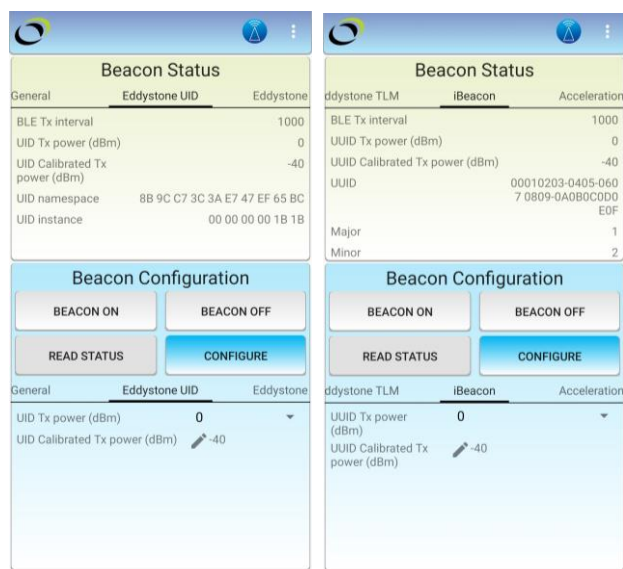 Beacon Status
General Eddystone UID Eddystone
BLE Tx interval 1000
UID Tx power (dBm) 0
UID Calibrated Tx -40
power (dBm)
UID namespace 8B 9C C7 3C 3A E7 47 EF 65 BC
UID instance 00 00 00 00 1B 1B
Beacon Configuration
BEACON ON BEACON OFF
READ STATUS CONFIGURE
General Eddystone UID Eddystone
UID Tx power (dBm) 0
UID Calibrated Tx power (dBm) -40
Beacon Status
ddystone TLM iBeacon Acceleration
BLE Tx interval 1000
UUID Tx power (dBm) 0
UUID Calibrated Tx power (dBm) -40
UUID 00010203-0405-060
7 0809-0A0B0C0D0
E0F
Major 1
Minor 2
Beacon Configuration
BEACON ON BEACON OFF
READ STATUS CONFIGURE
ddystone TLM iBeacon Acceleration
UUID Tx power 0
(dBm)
UUID Calibrated Tx -40
power (dBm)